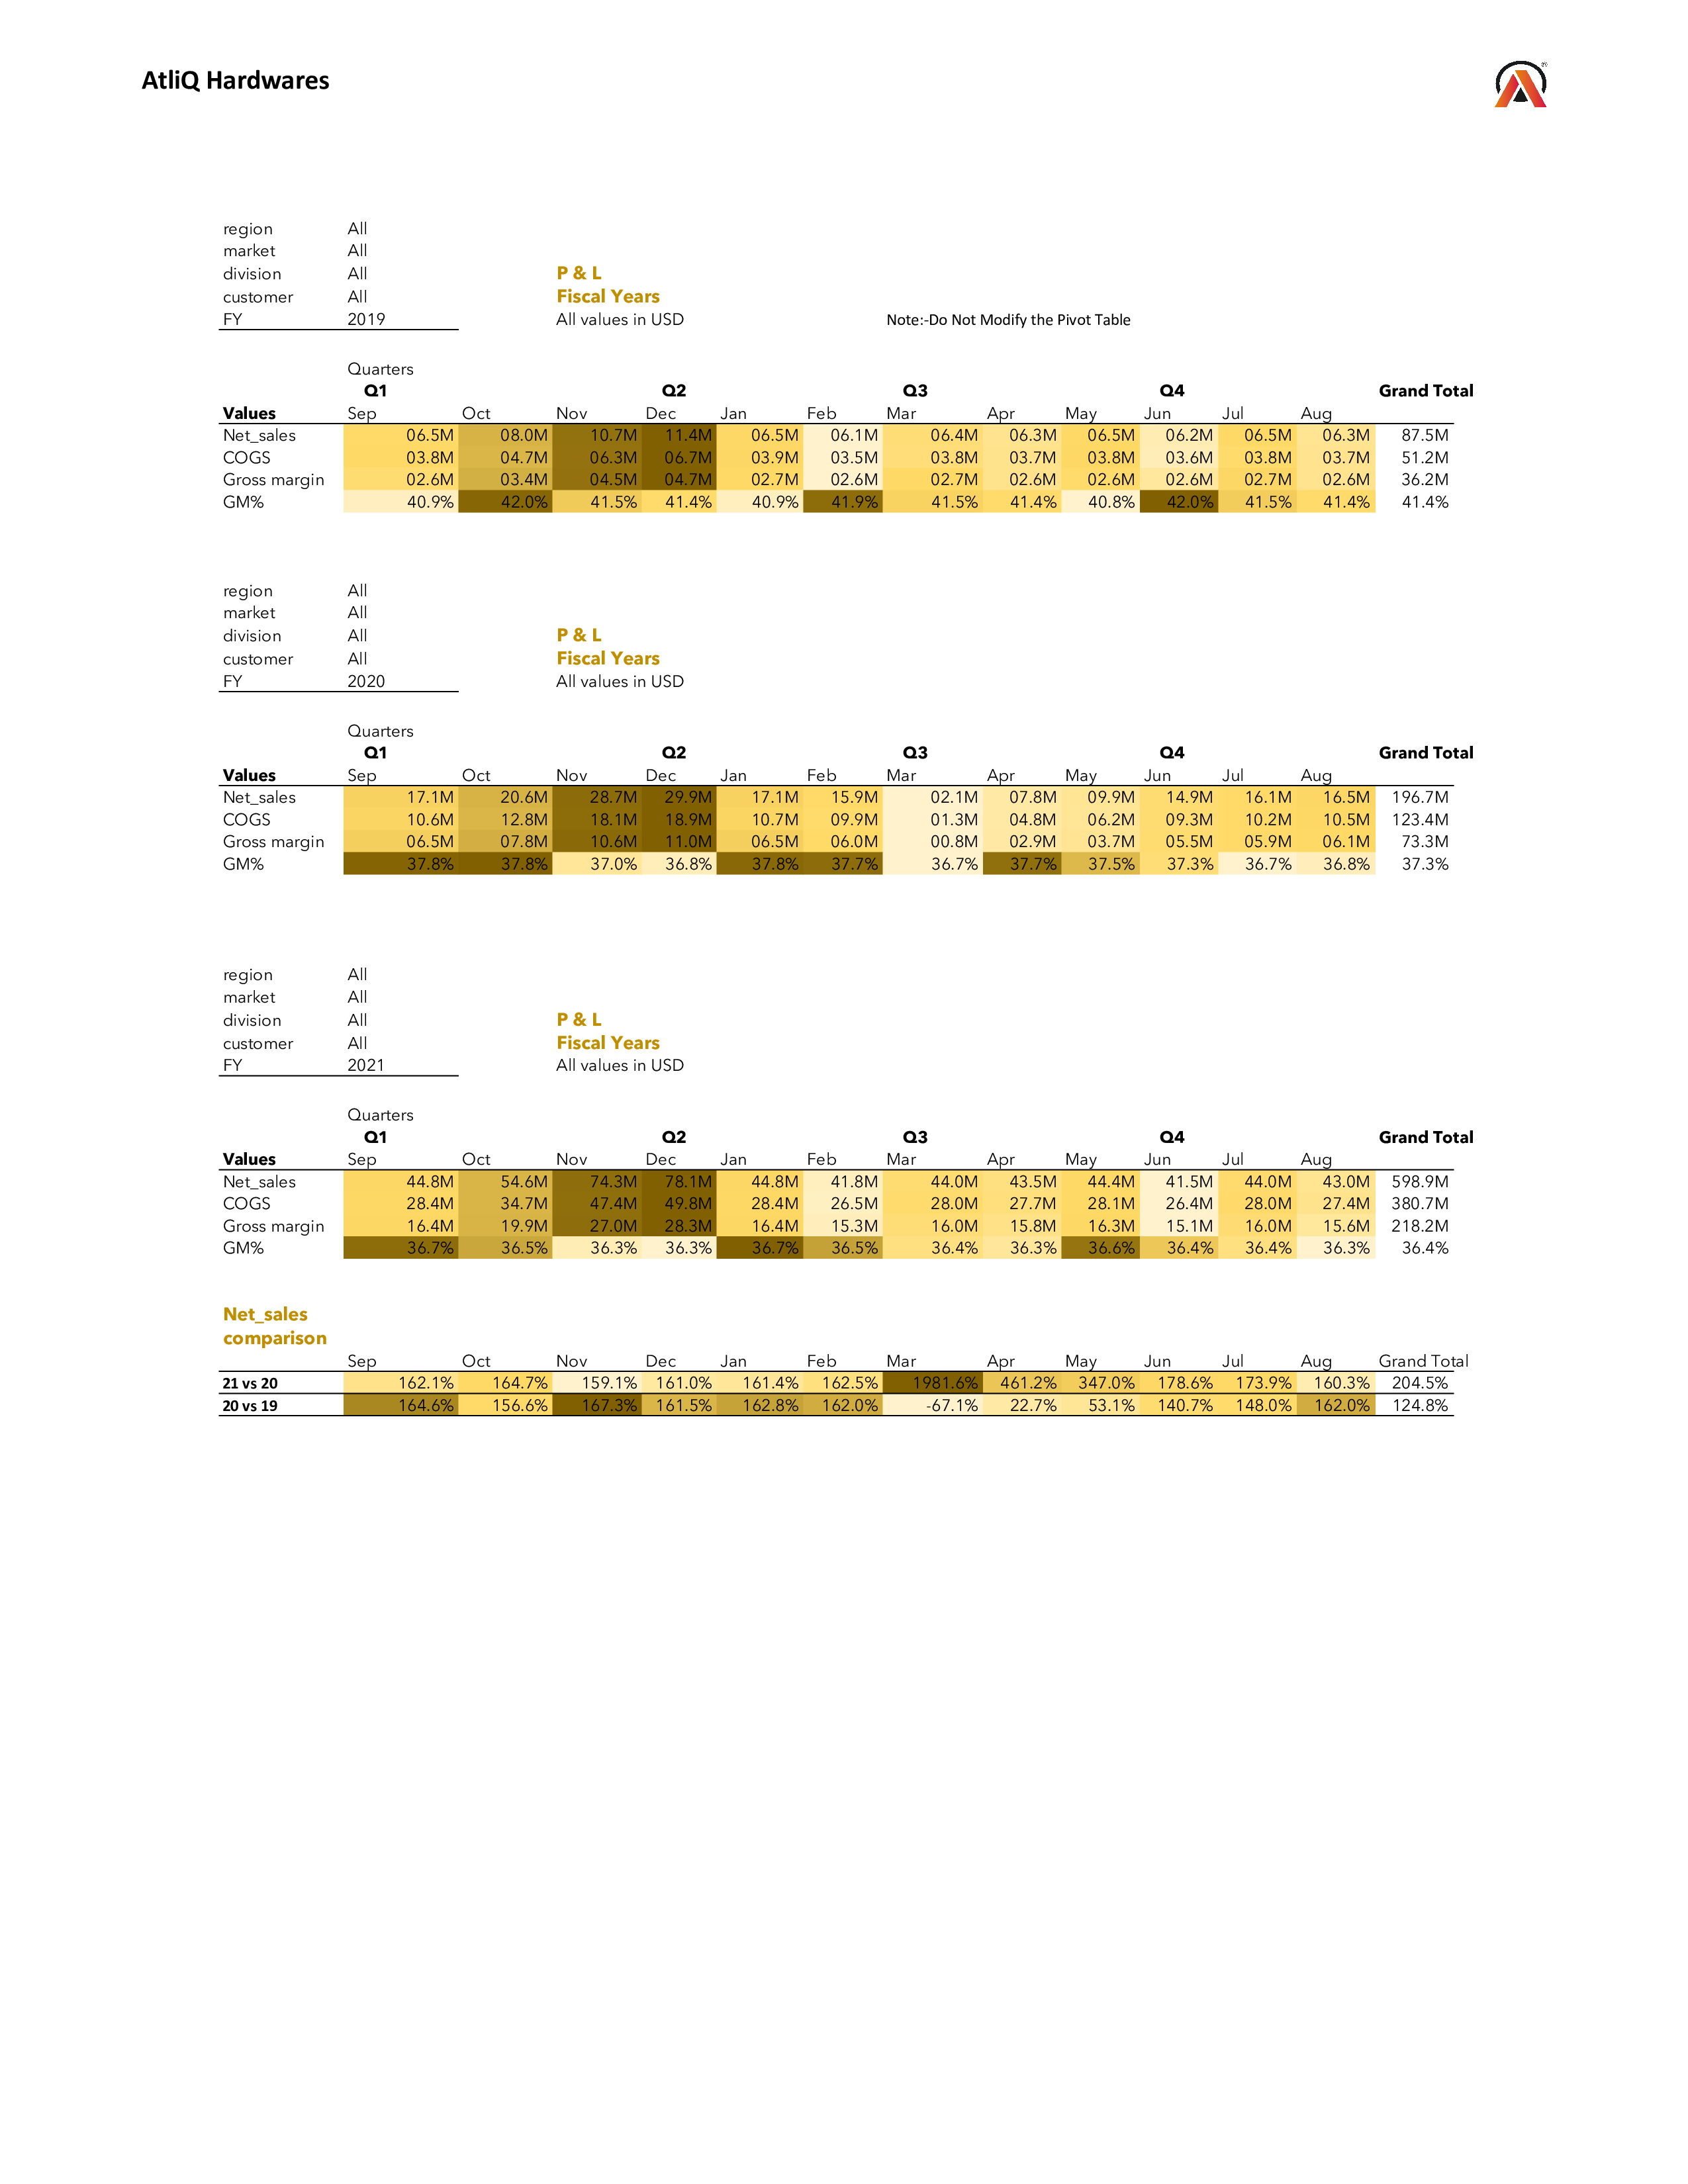 AtliQ Hardwares
region All
market All
division All P & L
customer All Fiscal Years
FY 2019 All values in USD Note:-Do Not Modify the Pivot Table
Quarters
Q1 Q2 Q3 Q4 Grand Total
Values Sep Oct Nov Dec Jan Feb Mar Apr May Jun Jul Aug
Net_sales 06.5M 08.0M 10.7M 11.4M 06.5M 06.1M 06.4M 06.3M 06.5M 06.2M 06.5M 06.3M 87.5M
COGS 03.8M 04.7M 06.3M 06.7M 03.9M 03.5M 03.8M 03.7M 03.8M 03.6M 03.8M 03.7M 51.2M
Gross margin 02.6M 03.4M 04.5M 04.7M 02.7M 02.6M 02.7M 02.6M 02.6M 02.6M 02.7M 02.6M 36.2M
GM% 40.9% 42.0% 41.5% 41.4% 40.9% 41.9% 41.5% 41.4% 40.8% 42.0% 41.5% 41.4% 41.4%
region All
market All
division All P & L
customer All Fiscal Years
FY 2020 All values in USD
Quarters
Q1 Q2 Q3 Q4 Grand Total
Values Sep Oct Nov Dec Jan Feb Mar Apr May Jun Jul Aug
Net_sales 17.1M 20.6M 28.7M 29.9M 17.1M 15.9M 02.1M 07.8M 09.9M 14.9M 16.1M 16.5M 196.7M
COGS 10.6M 12.8M 18.1M 18.9M 10.7M 09.9M 01.3M 04.8M 06.2M 09.3M 10.2M 10.5M 123.4M
Gross margin 06.5M 07.8M 10.6M 11.0M 06.5M 06.0M 00.8M 02.9M 03.7M 05.5M 05.9M 06.1M 73.3M
GM% 37.8% 37.8% 37.0% 36.8% 37.8% 37.7% 36.7% 37.7% 37.5% 37.3% 36.7% 36.8% 37.3%
region All
market All
division All P & L
customer All Fiscal Years
FY 2021 All values in USD
Quarters
Q1 Q2 Q3 Q4 Grand Total
Values Sep Oct Nov Dec Jan Feb Mar Apr May Jun Jul Aug
Net_sales 44.8M 54.6M 74.3M 78.1M 44.8M 41.8M 44.0M 43.5M 44.4M 41.5M 44.0M 43.0M 598.9M
COGS 28.4M 34.7M 47.4M 49.8M 28.4M 26.5M 28.0M 27.7M 28.1M 26.4M 28.0M 27.4M 380.7M
Gross margin 16.4M 19.9M 27.0M 28.3M 16.4M 15.3M 16.0M 15.8M 16.3M 15.1M 16.0M 15.6M 218.2M
GM% 36.7% 36.5% 36.3% 36.3% 36.7% 36.5% 36.4% 36.3% 36.6% 36.4% 36.4% 36.3% 36.4%
Net_sales
comparison
Sep Oct Nov Dec Jan Feb Mar Apr May Jun Jul Aug Grand Total
21 vs 20 162.1% 164.7% 159.1% 161.0% 161.4% 162.5% 1981.6% 461.2% 347.0% 178.6% 173.9% 160.3% 204.5%
20 vs 19 164.6% 156.6% 167.3% 161.5% 162.8% 162.0% -67.1% 22.7% 53.1% 140.7% 148.0% 162.0% 124.8%